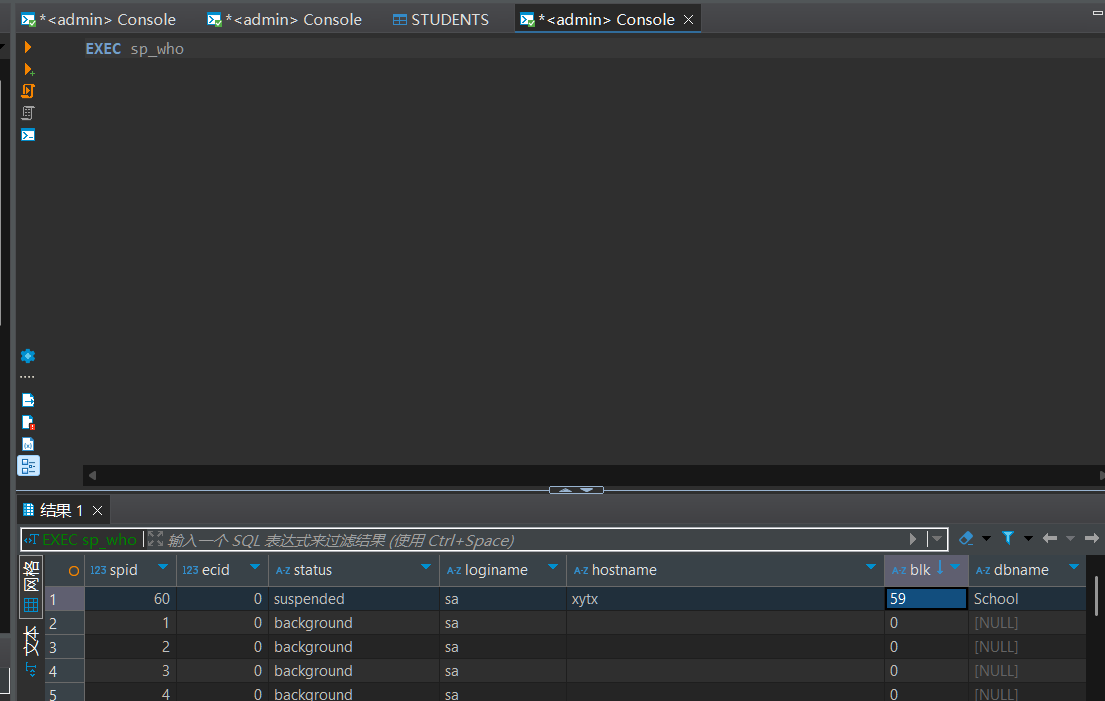 *<admin> Console *<admin> Console STUDENTS *<admin> Console
EXEC sp_who
结果 1
EXEC sp_who 输入一个 SQL 表达式来过滤结果 (使用 Ctrl+Space)
网格
文本
123 spid 123 ecid A-Z status A-Z loginame A-Z hostname A-Z blk A-Z dbname
1 60 0 suspended sa xytx 59 School
2 1 0 background sa 0 [NULL]
3 2 0 background sa 0 [NULL]
4 3 0 background sa 0 [NULL]
5 4 0 background sa 0 [NULL]